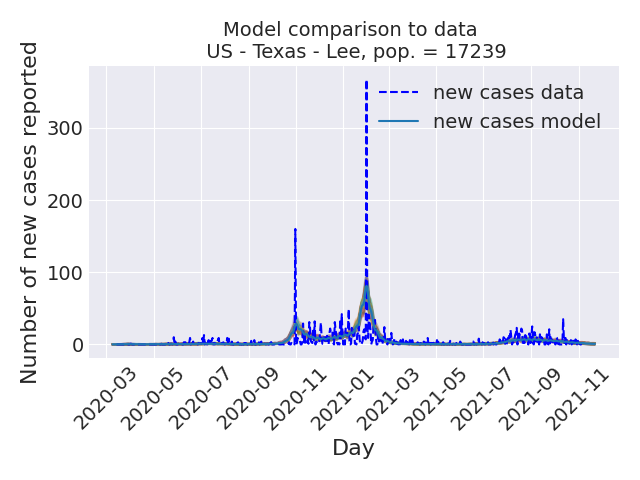 Model comparison to data
US - Texas - Lee, pop. = 17239
Number of new cases reported
300
200
100
0
new cases data
new cases model
2020-03
2020-05
2020-07
2020-09
2020-11
2021-01
2021-03
2021-05
2021-07
2021-09
2021-11
Day